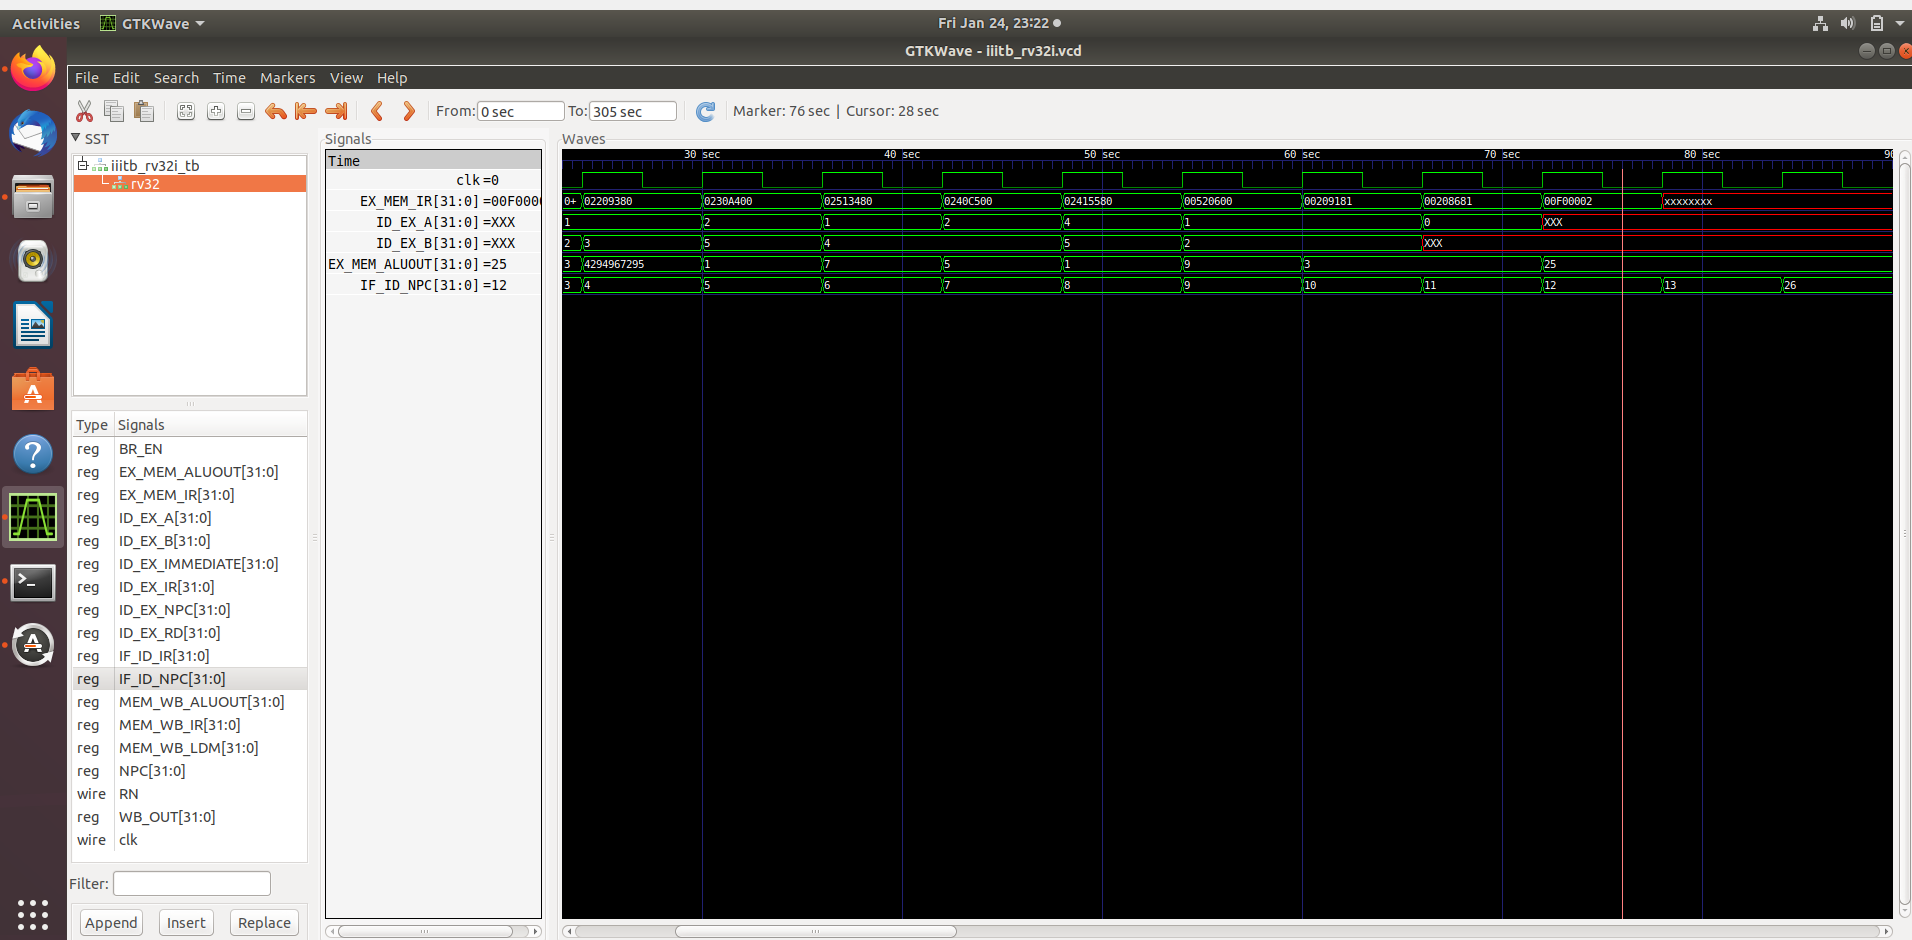 Activities GTKWave Fri Jan 24, 23:22
GTKWave - iiitb_rv32i.vcd
File Edit Search Time Markers View Help
From: 0 sec To: 305 sec Marker: 76 sec | Cursor: 28 sec
SST
iiitb_rv32i_tb
rv32
Type Signals
reg BR_EN
reg EX_MEM_ALUOUT[31:0]
reg EX_MEM_IR[31:0]
reg ID_EX_A[31:0]
reg ID_EX_B[31:0]
reg ID_EX_IMMEDIATE[31:0]
reg ID_EX_IR[31:0]
reg ID_EX_NPC[31:0]
reg ID_EX_RD[31:0]
reg IF_ID_IR[31:0]
reg IF_ID_NPC[31:0]
reg MEM_WB_ALUOUT[31:0]
reg MEM_WB_IR[31:0]
reg MEM_WB_LDM[31:0]
reg NPC[31:0]
wire RN
reg WB_OUT[31:0]
wire clk
Filter:
Append Insert Replace
Signals
Time
clk =0
EX_MEM_IR[31:0] =00F000
ID_EX_A[31:0] =XXX
ID_EX_B[31:0] =XXX
EX_MEM_ALUOUT[31:0] =25
IF_ID_NPC[31:0] =12
Waves
30 sec 40 sec 50 sec 60 sec 70 sec 80 sec 90
0+ 02209380 0230A400 02513480 0240C500 02415580 00520600 00209181 00208681 00F00002 xxxxxxxx
1 2 1 2 4 1 0 XXX
2 3 5 4 5 2 XXX
3 4294967295 1 7 5 1 9 3 25
3 4 5 6 7 8 9 10 11 12 13 26